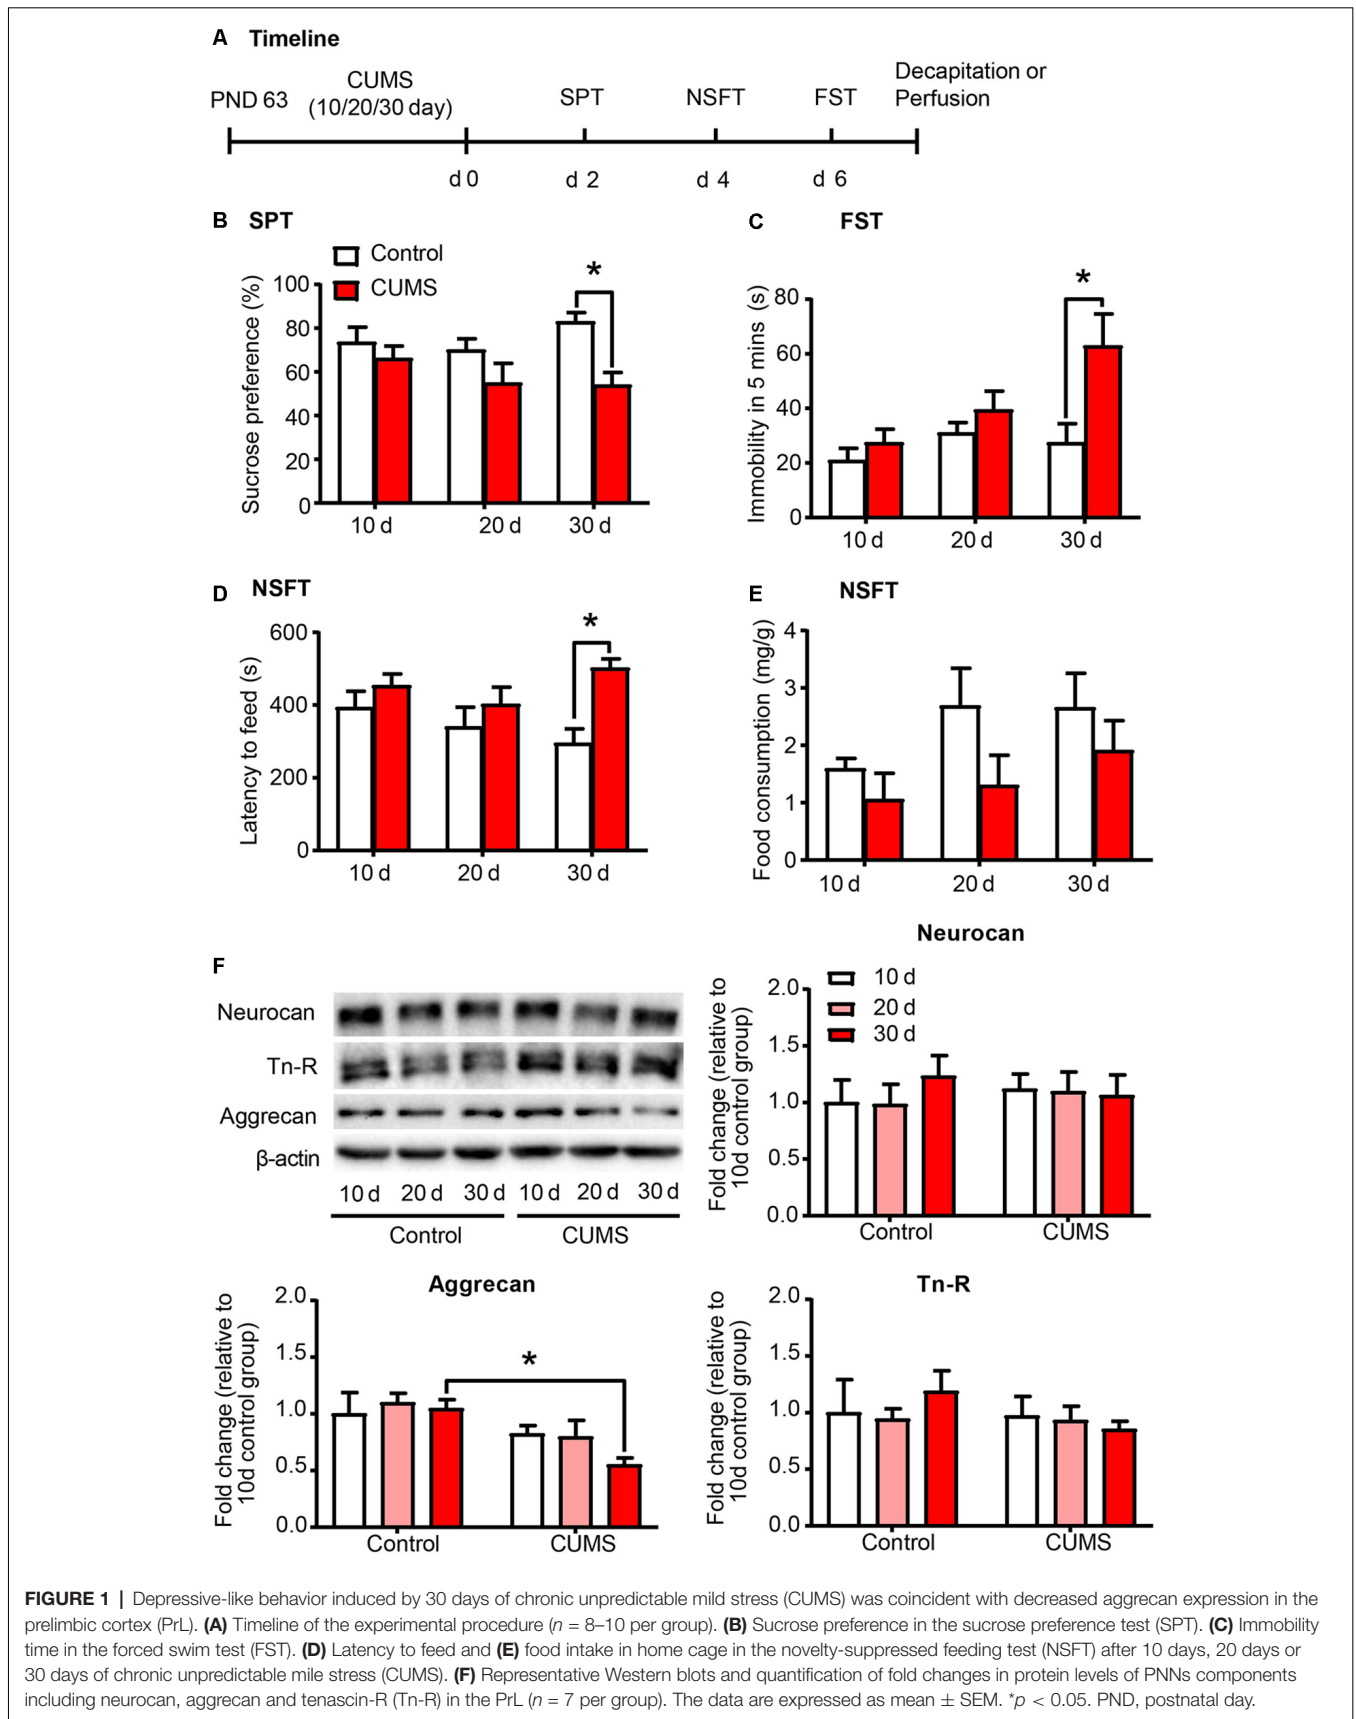 A Timeline
PND 63
CUMS
(10/20/30 day)
SPT
NSFT
FST
Decapitation or
Perfusion
d 0
d 2
d 4
d 6
B SPT
Control
CUMS
Sucrose preference (%)
100
80
60
40
20
0
*
10 d
20 d
30 d
C FST
Immobility in 5 mins (s)
80
60
40
20
0
*
10 d
20 d
30 d
D NSFT
Latency to feed (s)
600
400
200
0
*
10 d
20 d
30 d
E NSFT
Food consumption (mg/g)
4
3
2
1
0
10 d
20 d
30 d
F
Neurocan
Tn-R
Aggrecan
β-actin
10 d 20 d 30 d 10 d 20 d 30 d
Control CUMS
Neurocan
Fold change (relative to
10d control group)
2.0
1.5
1.0
0.5
0.0
10 d
20 d
30 d
Control CUMS
Aggrecan
Fold change (relative to
10d control group)
2.0
1.5
1.0
0.5
0.0
*
Control CUMS
Tn-R
Fold change (relative to
10d control group)
2.0
1.5
1.0
0.5
0.0
Control CUMS
FIGURE 1 | Depressive-like behavior induced by 30 days of chronic unpredictable mild stress (CUMS) was coincident with decreased aggrecan expression in the
prelimbic cortex (PrL). (A) Timeline of the experimental procedure (n = 8–10 per group). (B) Sucrose preference in the sucrose preference test (SPT). (C) Immobility
time in the forced swim test (FST). (D) Latency to feed and (E) food intake in home cage in the novelty-suppressed feeding test (NSFT) after 10 days, 20 days or
30 days of chronic unpredictable mile stress (CUMS). (F) Representative Western blots and quantification of fold changes in protein levels of PNNs components
including neurocan, aggrecan and tenascin-R (Tn-R) in the PrL (n = 7 per group). The data are expressed as mean ± SEM. *p < 0.05. PND, postnatal day.